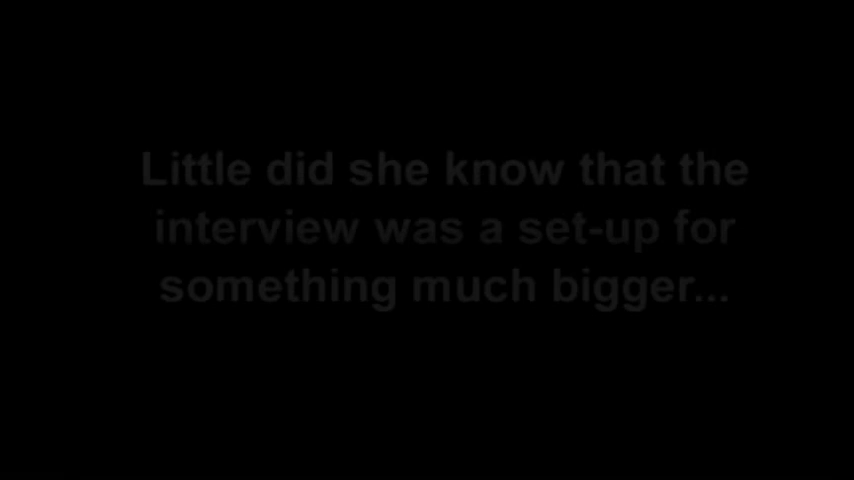 Little did she know that the
interview was a set-up for
something much bigger...